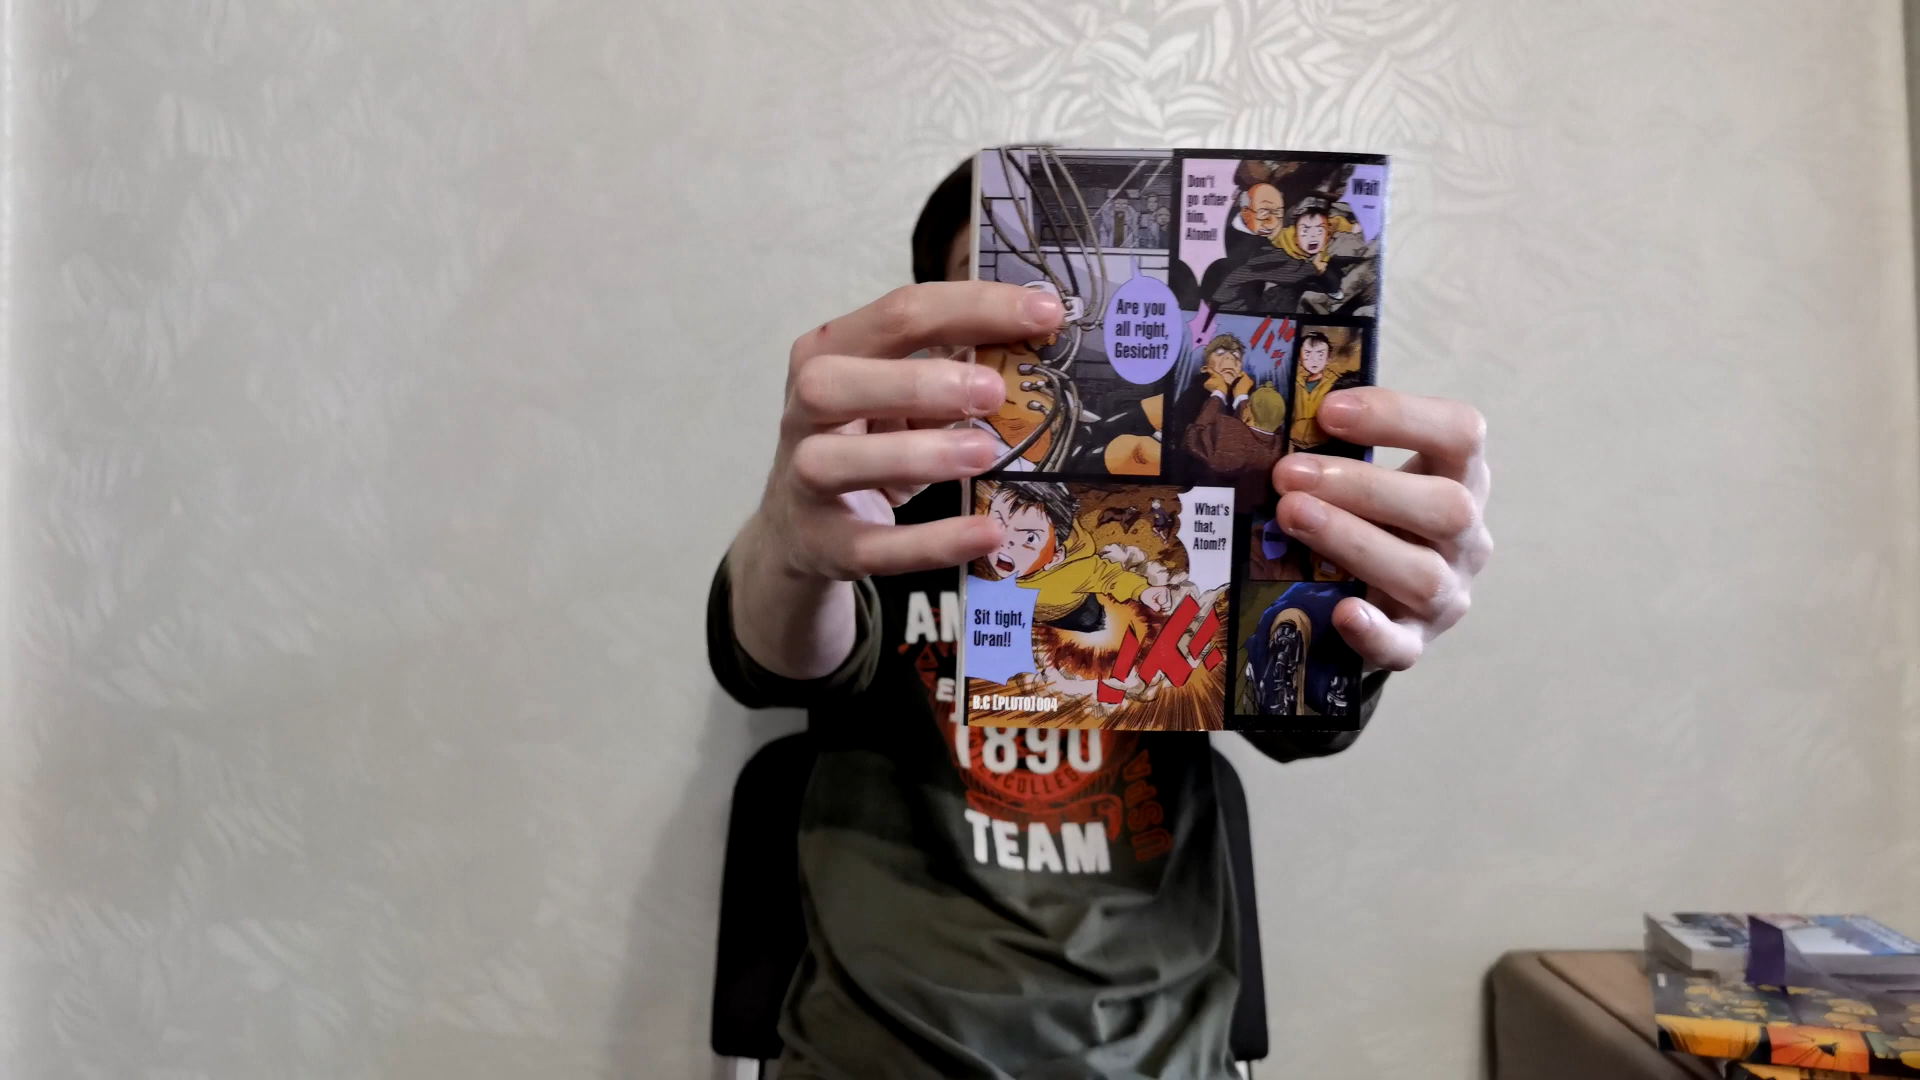 Don't
go after
him,
Atom!!
Wait
Are you
all right,
Gesicht?
What's
that,
Atom!?
Sit tight,
Uran!!
B.C [PLUTO] 004
1890
TEAM
USPA